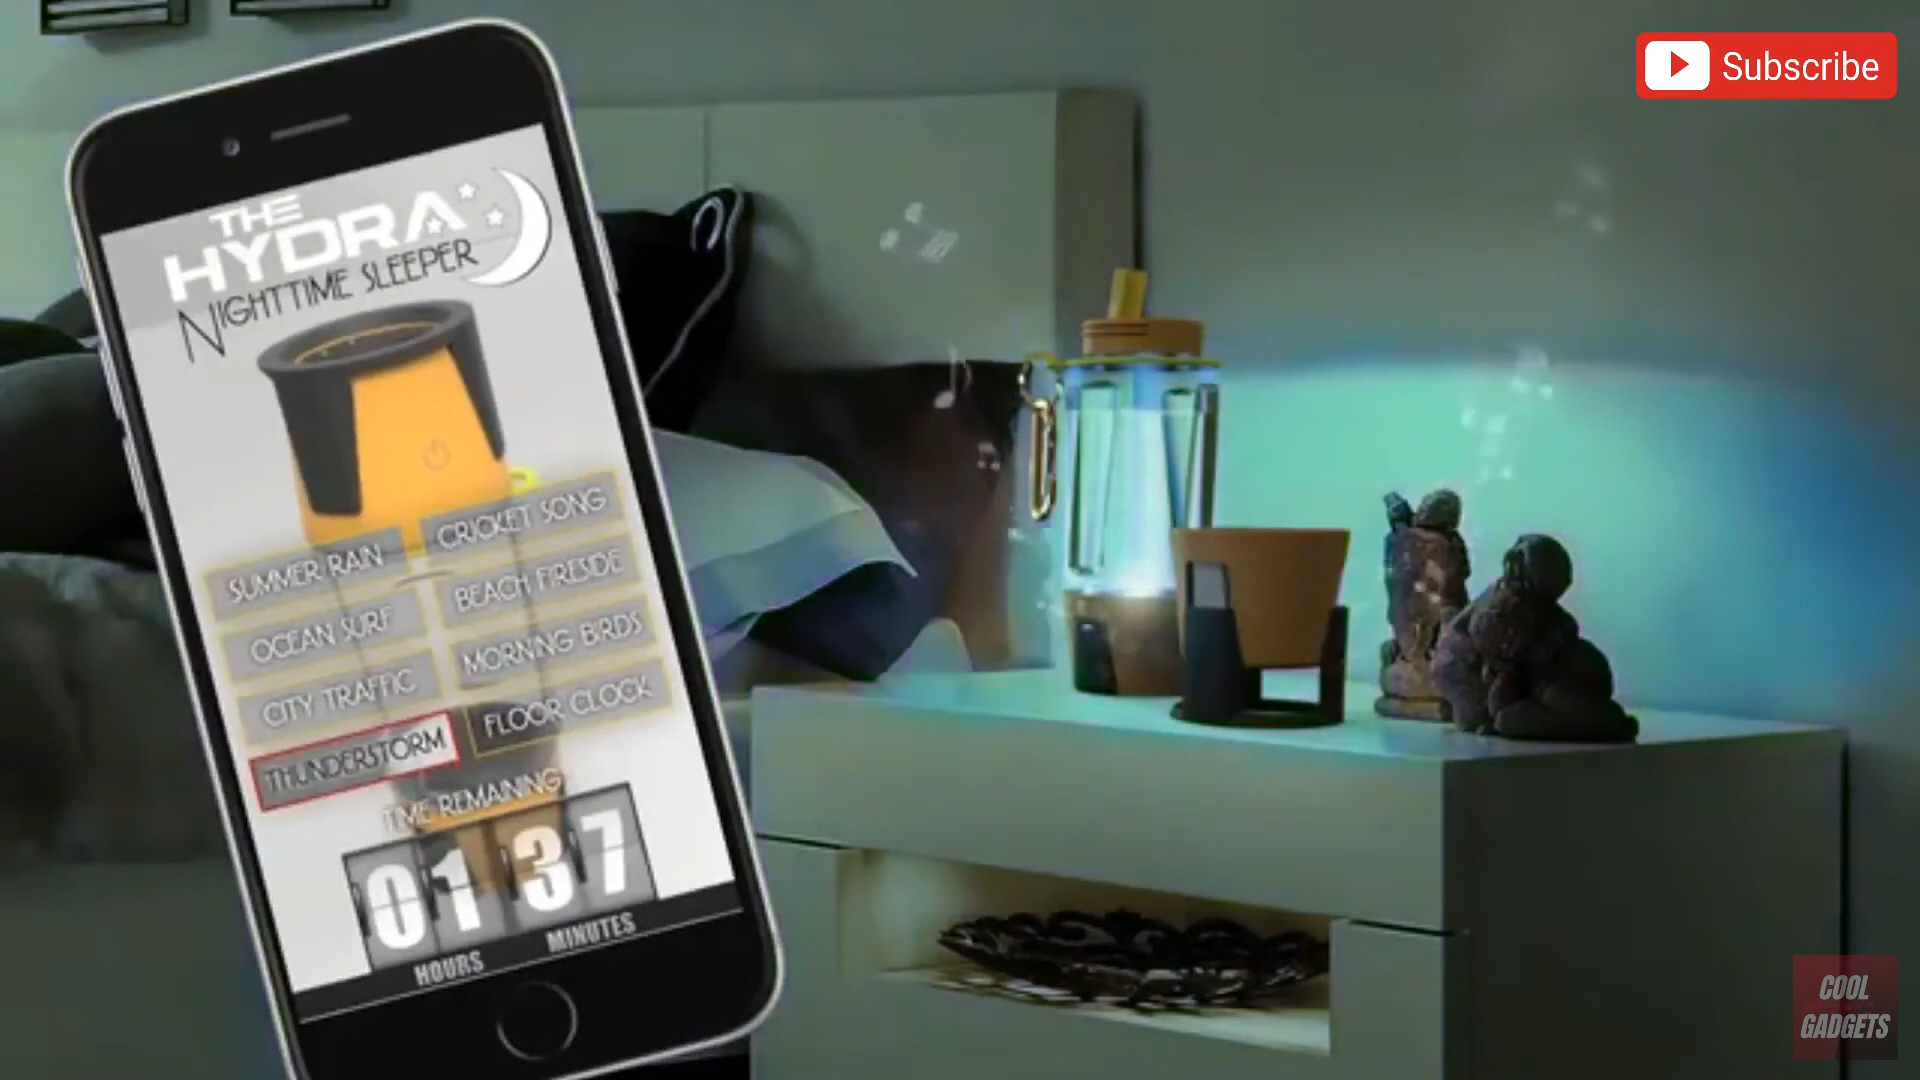 Subscribe
THE
HYDRA
NIGHTTIME SLEEPER
SUMMER RAIN
CRICKET SONG
OCEAN SURF
BEACH FIRESIDE
CITY TRAFFIC
MORNING BIRDS
THUNDERSTORM
FLOOR CLOCK
TIME REMAINING
01 37
HOURS
MINUTES
COOL
GADGETS